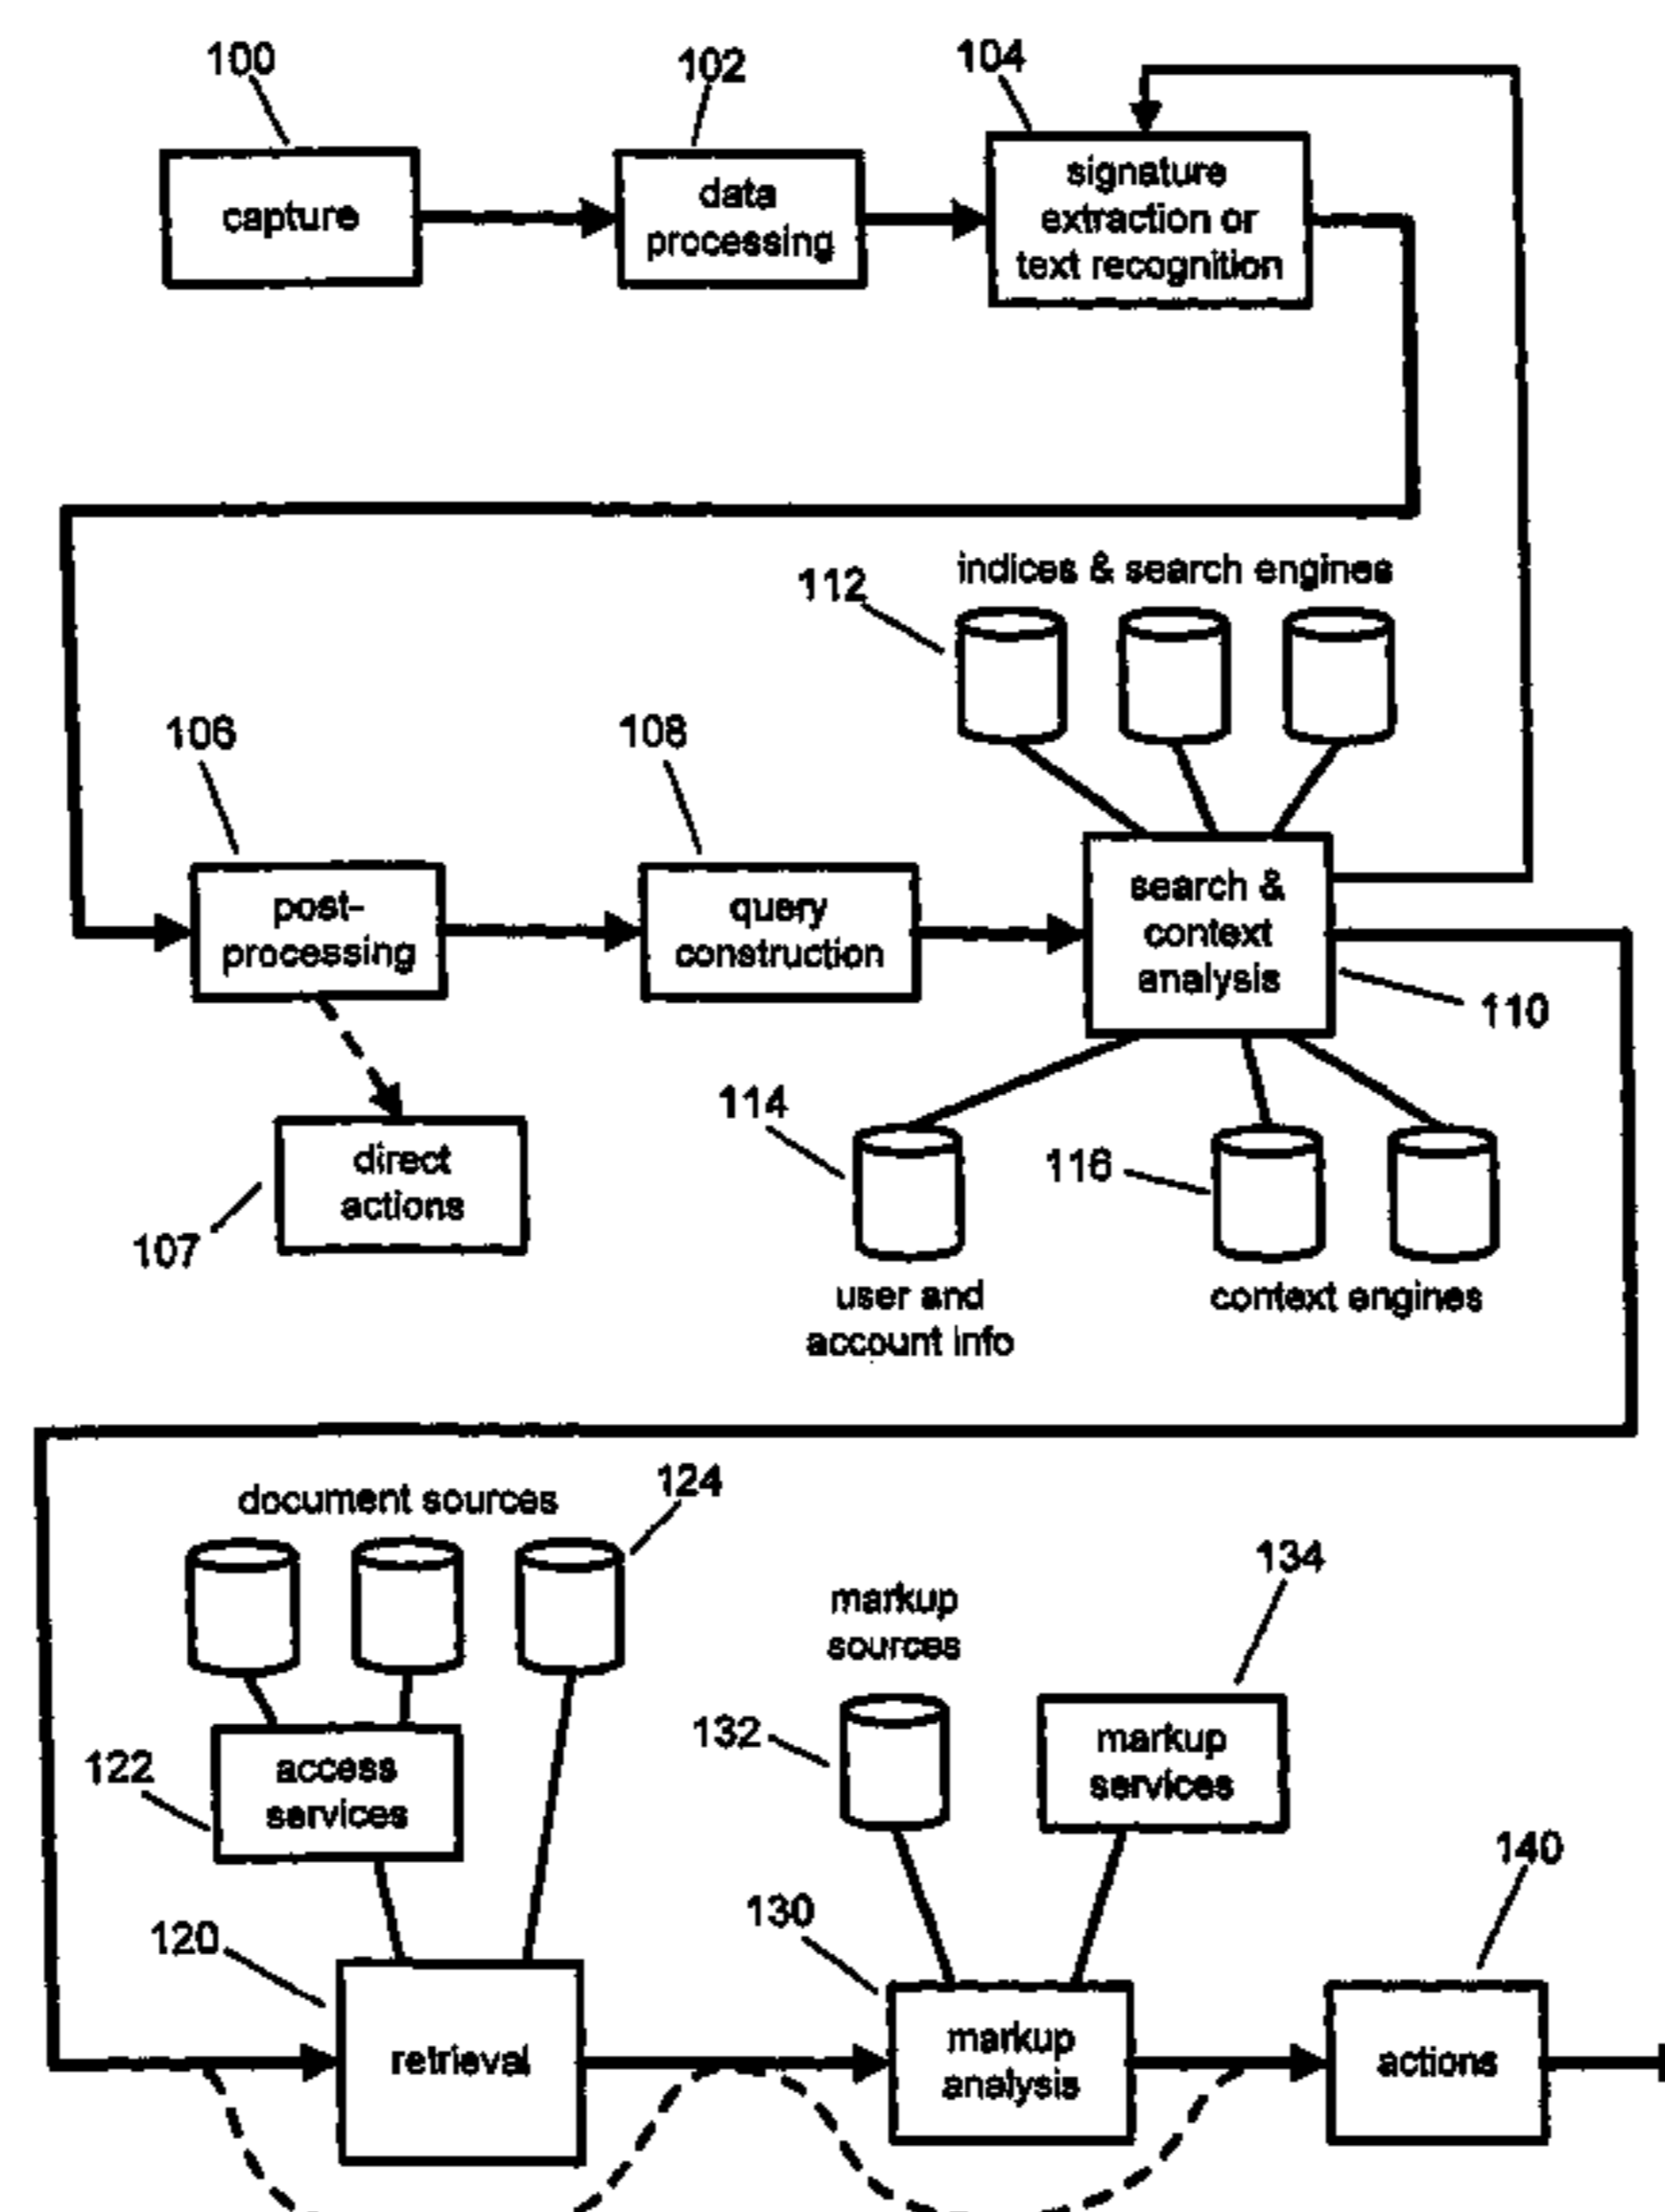 100
102
104
capture
data
processing
signature
extraction or
text recognition
indices & search engines
112
106
108
post-
processing
query
construction
search &
context
analysis
110
114
116
direct
actions
107
user and
account info
context engines
document sources
124
134
markup
sources
132
markup
services
122
access
services
140
130
120
retrieval
markup
analysis
actions